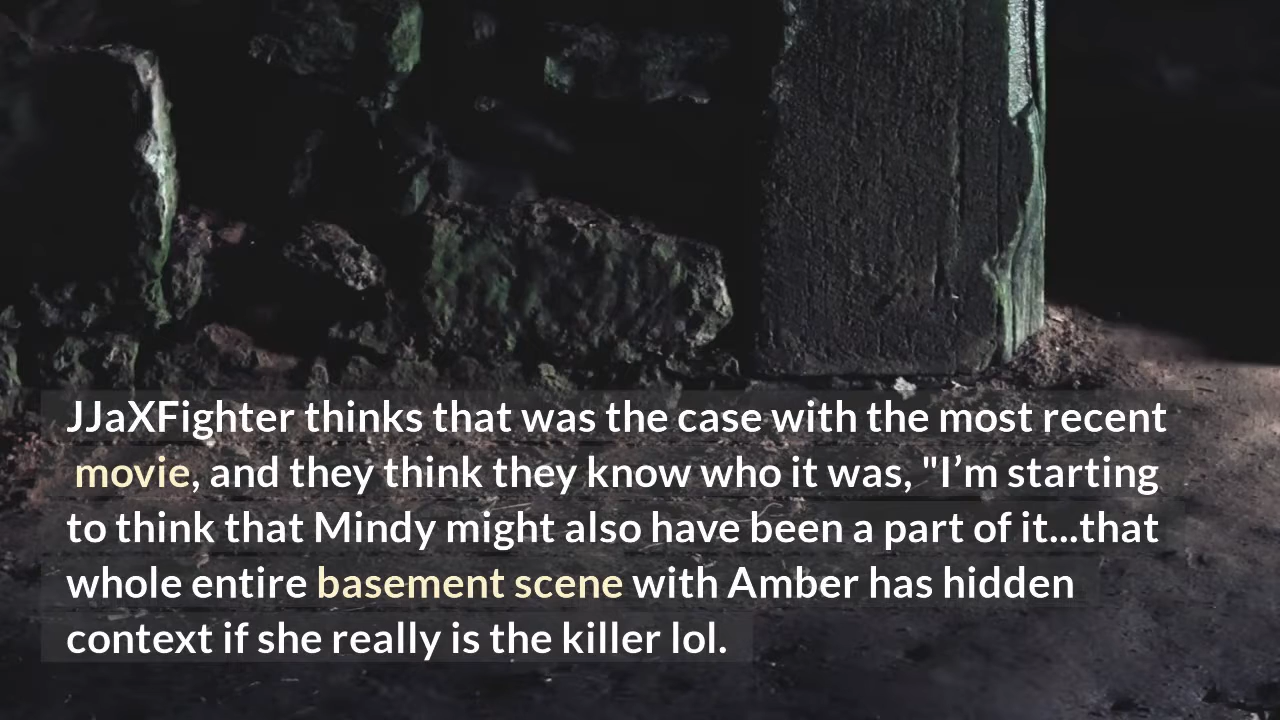 JJaXFighter thinks that was the case with the most recent
movie, and they think they know who it was, "I’m starting
to think that Mindy might also have been a part of it...that
whole entire basement scene with Amber has hidden
context if she really is the killer lol.